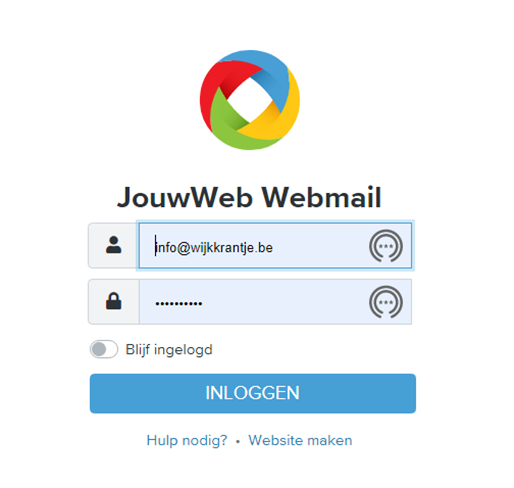 JouwWeb Webmail
info@wijkkrantje.be
••••••••••
Blijf ingelogd
INLOGGEN
Hulp nodig? • Website maken